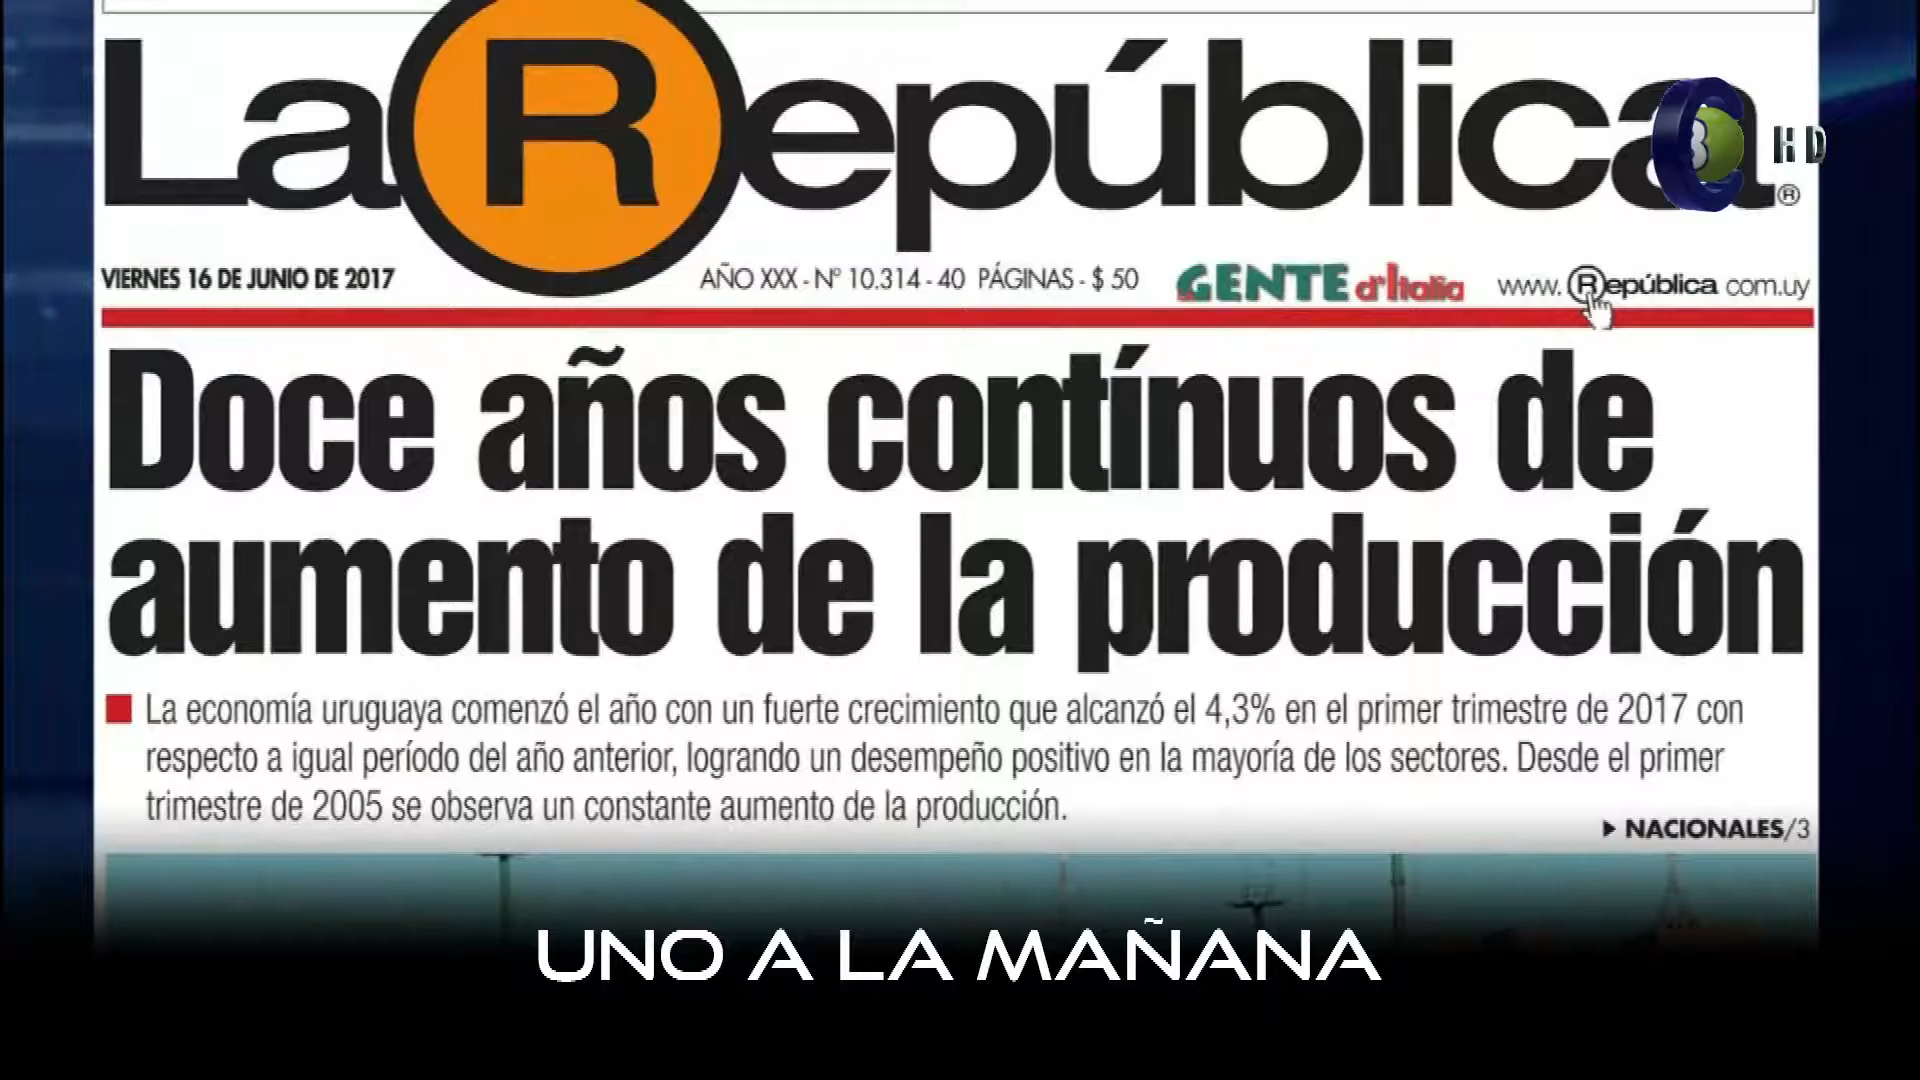 La República®
VIERNES 16 DE JUNIO DE 2017
AÑO XXX - Nº 10.314 - 40 PÁGINAS - $ 50
GENTE d'Italia
www.República.com.uy
HD
Doce años contínuos de
aumento de la producción
La economía uruguaya comenzó el año con un fuerte crecimiento que alcanzó el 4,3% en el primer trimestre de 2017 con
respecto a igual período del año anterior, logrando un desempeño positivo en la mayoría de los sectores. Desde el primer
trimestre de 2005 se observa un constante aumento de la producción.
NACIONALES/3
UNO A LA MAÑANA